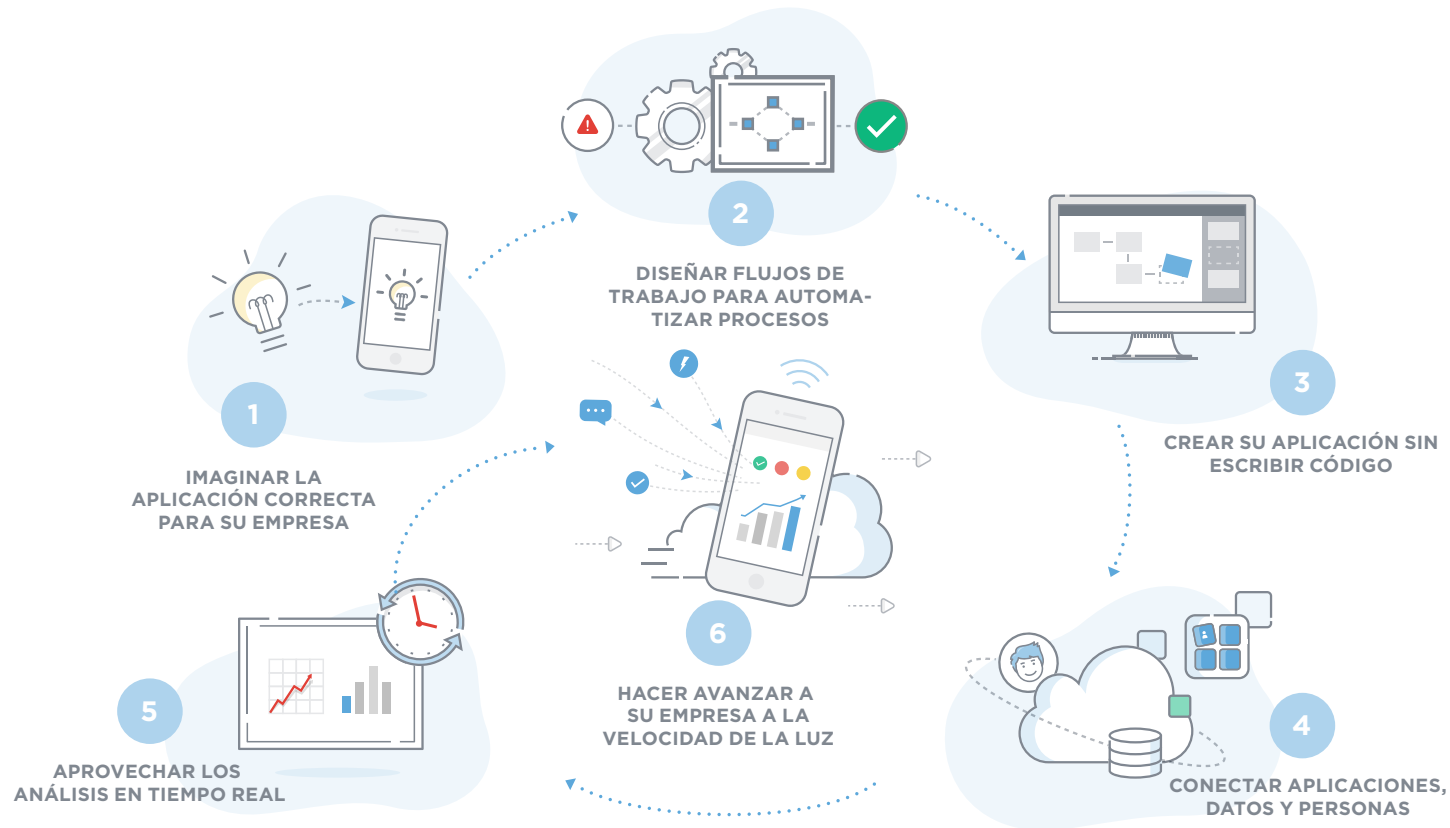 1
IMAGINAR LA
APLICACIÓN CORRECTA
PARA SU EMPRESA
2
DISEÑAR FLUJOS DE
TRABAJO PARA AUTOMA-
TIZAR PROCESOS
3
CREAR SU APLICACIÓN SIN
ESCRIBIR CÓDIGO
4
CONECTAR APLICACIONES,
DATOS Y PERSONAS
5
APROVECHAR LOS
ANÁLISIS EN TIEMPO REAL
6
HACER AVANZAR A
SU EMPRESA A LA
VELOCIDAD DE LA LUZ